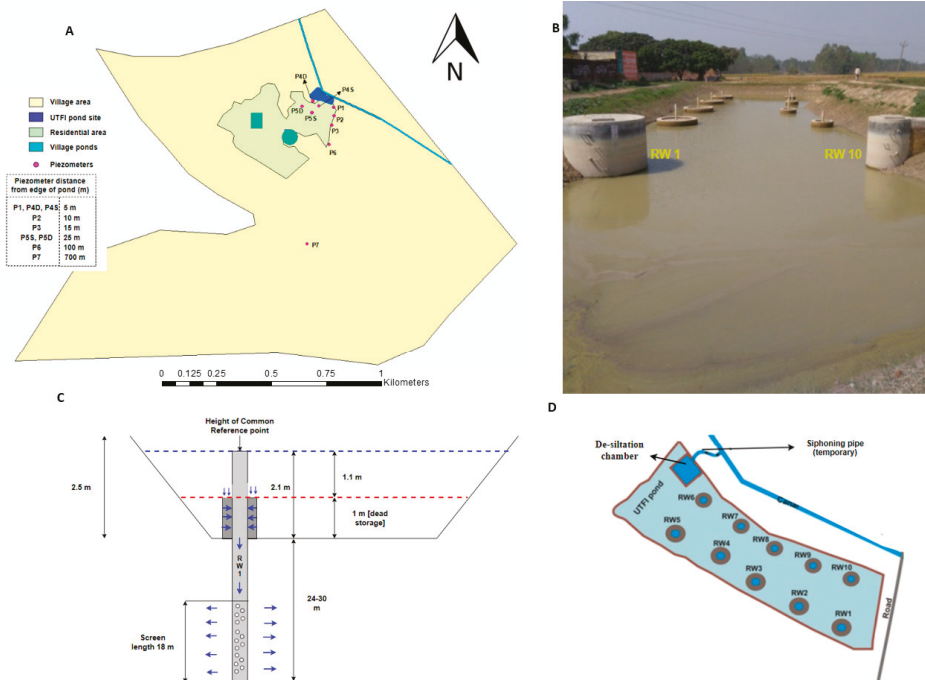 A
N
P4D
P4S
P5D
P5S
P1
P2
P3
P6
P7
Village area
UTFI pond site
Residential area
Village ponds
Piezometers
Piezometer distance
from edge of pond (m)
P1, P4D, P4S 5 m
P2 10 m
P3 15 m
P5S, P5D 25 m
P6 100 m
P7 700 m
0 0.125 0.25 0.5 0.75 1
Kilometers
B
RW 1
RW 10
C
Height of Common
Reference point
2.5 m
2.1 m
1.1 m
1 m [dead
storage]
RW1
24-30
m
Screen
length 18 m
D
De-siltation
chamber
Siphoning pipe
(temporary)
UTFI pond
Canal
RW6
RW7
RW5
RW8
RW4
RW9
RW3
RW10
RW2
RW1
Road